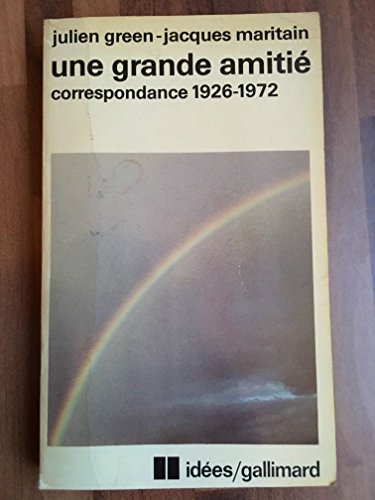 julien green-jacques maritain
une grande amitié
correspondance 1926-1972
idées/gallimard